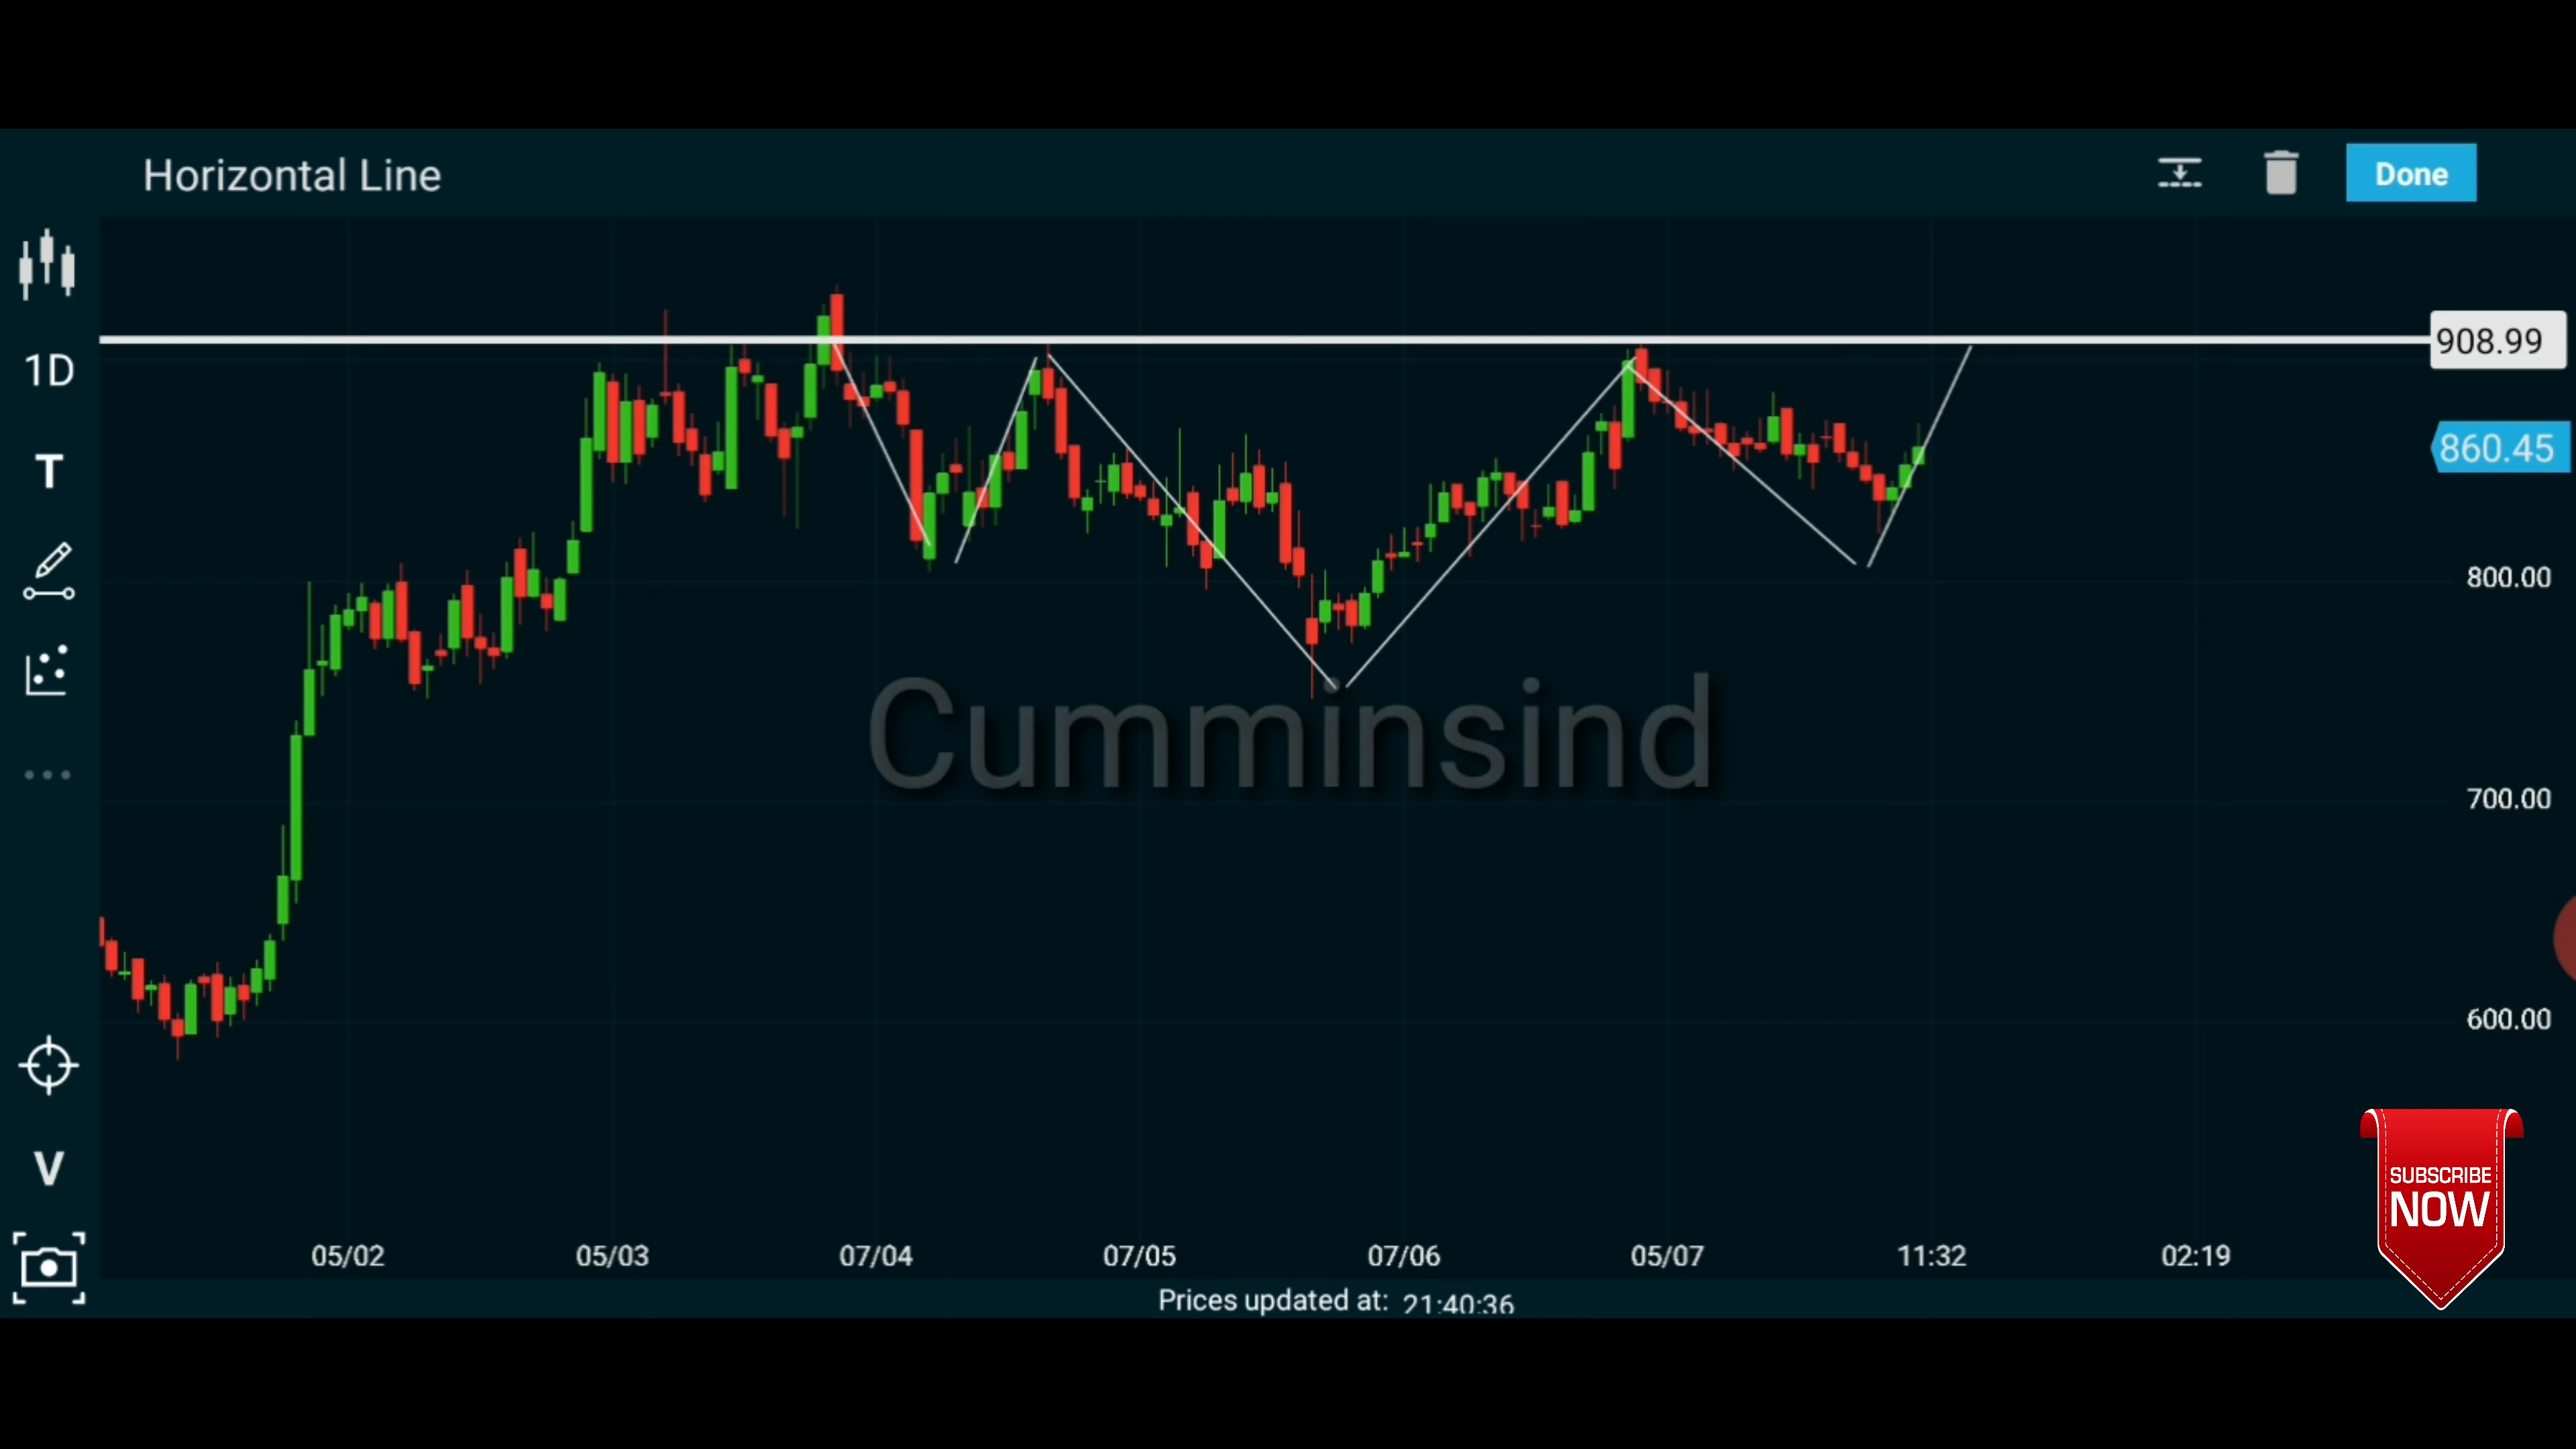 Horizontal Line
Done
1D
T
V
908.99
860.45
800.00
700.00
600.00
Cumminsind
05/02 05/03 07/04 07/05 07/06 05/07 11:32 02:19
Prices updated at: 21:40:36
SUBSCRIBE
NOW